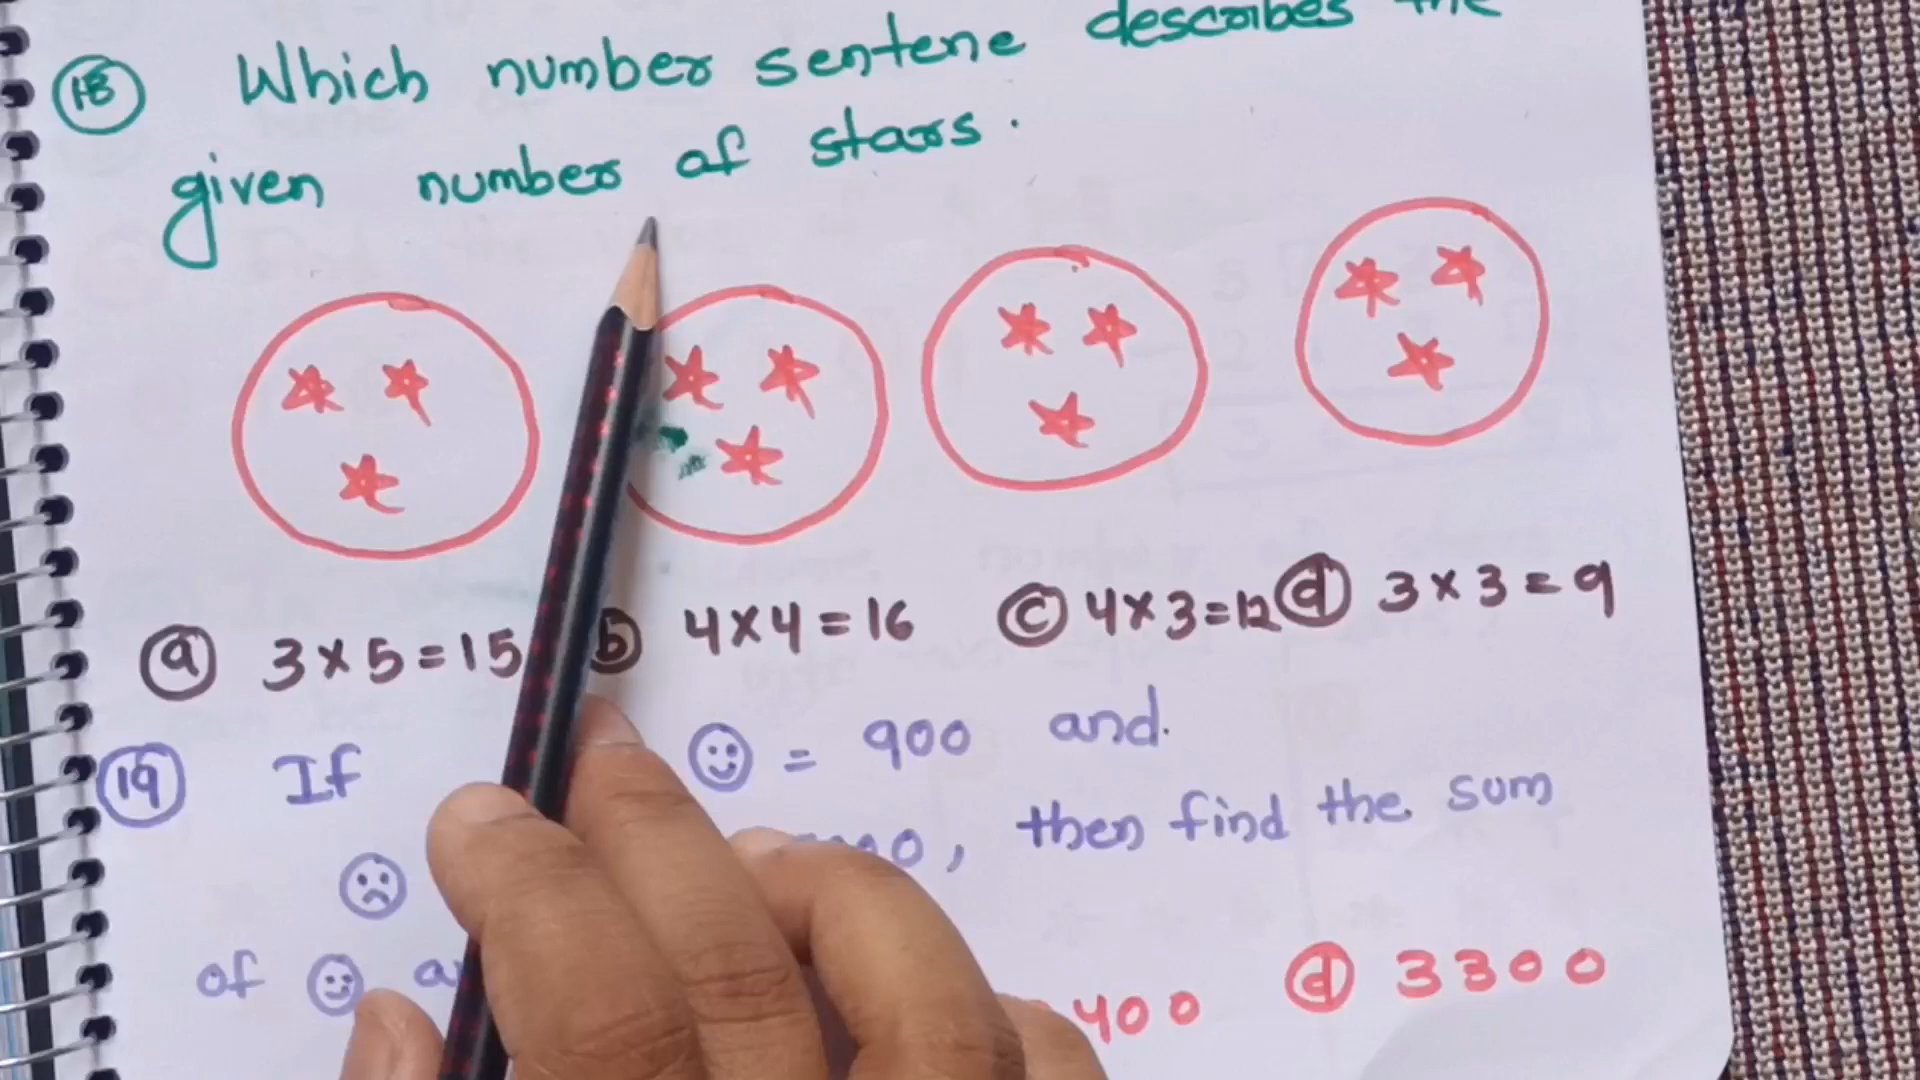 18 Which number sentene describes the
given number of stars.
a 3×5=15 b 4×4=16 c 4×3=12 d 3×3=9
19 If = 900 and.
, then find the sum
of
400 d 3300